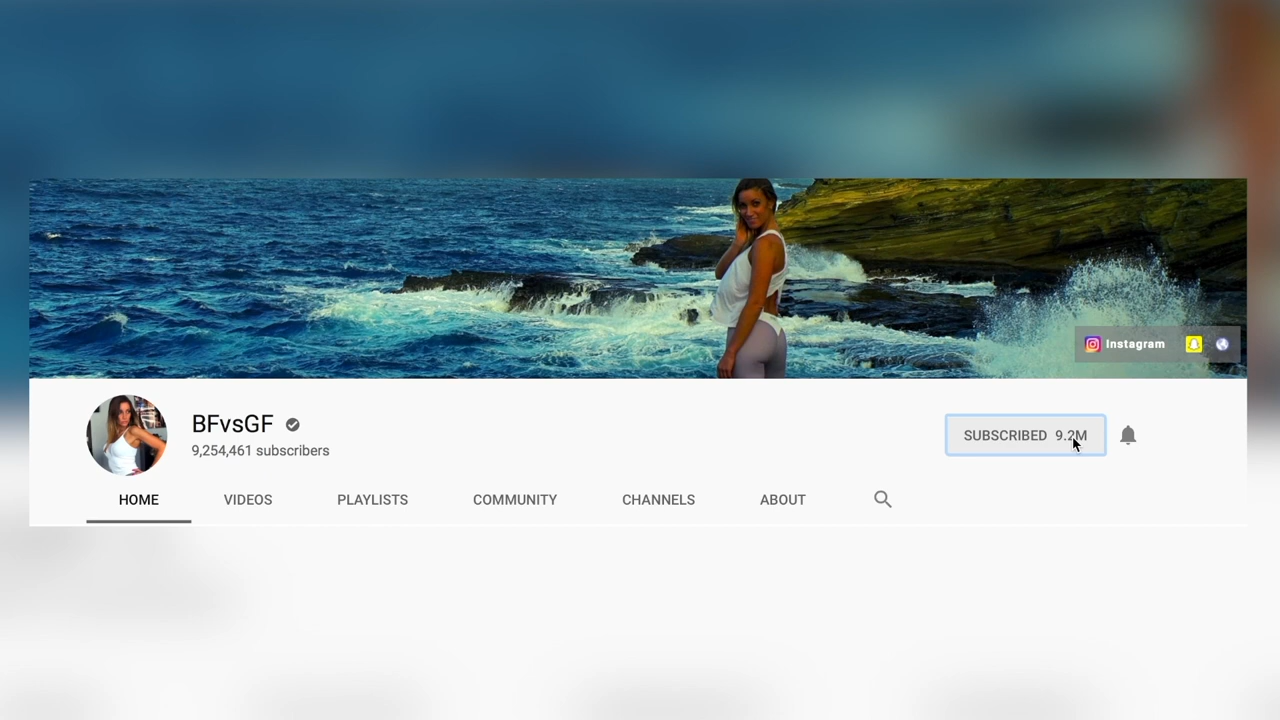 Instagram
BFvsGF
9,254,461 subscribers
SUBSCRIBED 9.2M
HOME VIDEOS PLAYLISTS COMMUNITY CHANNELS ABOUT